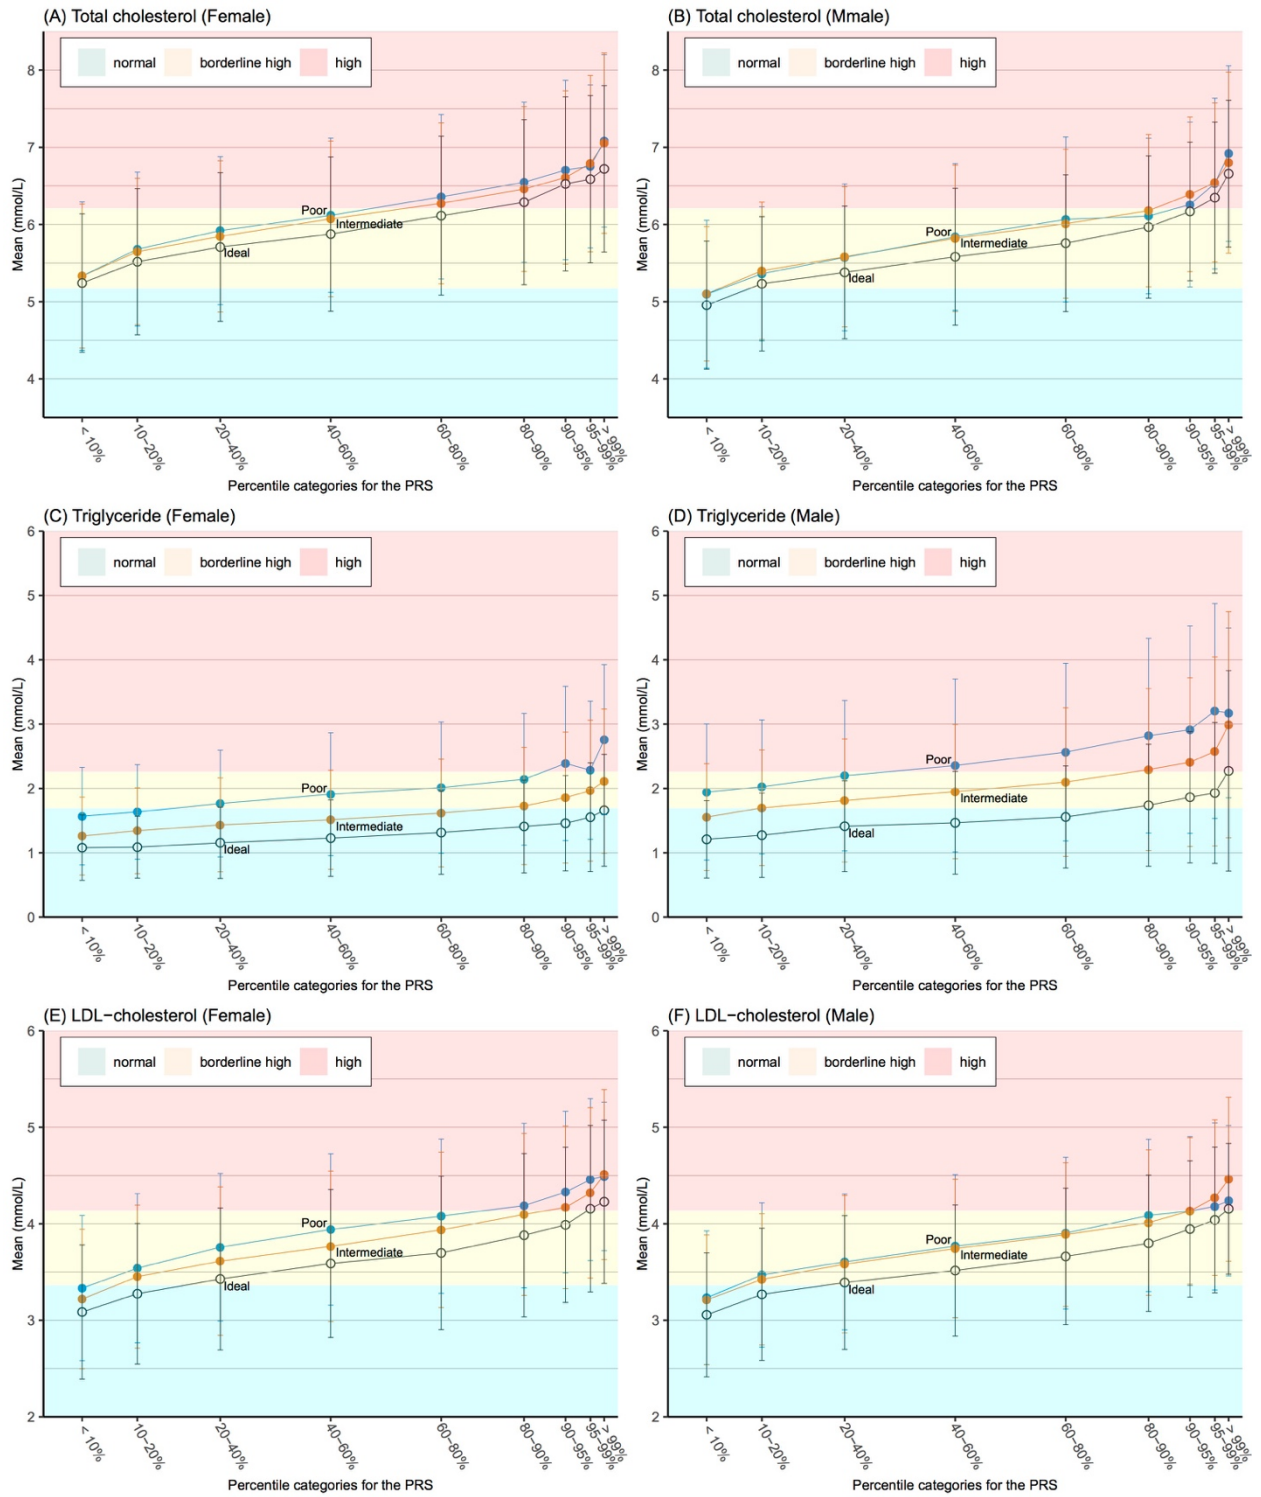 (A) Total cholesterol (Female)
normal borderline high high
Mean (mmol/L)
8
7
6
5
4
Poor
Intermediate
Ideal
< 10% 10−20% 20−40% 40−60% 60−80% 80−90% 90−95% 95−99% > 99%
Percentile categories for the PRS
(B) Total cholesterol (Mmale)
normal borderline high high
Mean (mmol/L)
8
7
6
5
4
Poor
Intermediate
Ideal
< 10% 10−20% 20−40% 40−60% 60−80% 80−90% 90−95% 95−99% > 99%
Percentile categories for the PRS
(C) Triglyceride (Female)
normal borderline high high
Mean (mmol/L)
6
5
4
3
2
1
0
Poor
Intermediate
Ideal
< 10% 10−20% 20−40% 40−60% 60−80% 80−90% 90−95% 95−99% > 99%
Percentile categories for the PRS
(D) Triglyceride (Male)
normal borderline high high
Mean (mmol/L)
6
5
4
3
2
1
0
Poor
Intermediate
Ideal
< 10% 10−20% 20−40% 40−60% 60−80% 80−90% 90−95% 95−99% > 99%
Percentile categories for the PRS
(E) LDL−cholesterol (Female)
normal borderline high high
Mean (mmol/L)
6
5
4
3
2
Poor
Intermediate
Ideal
< 10% 10−20% 20−40% 40−60% 60−80% 80−90% 90−95% 95−99% > 99%
Percentile categories for the PRS
(F) LDL−cholesterol (Male)
normal borderline high high
Mean (mmol/L)
6
5
4
3
2
Poor
Intermediate
Ideal
< 10% 10−20% 20−40% 40−60% 60−80% 80−90% 90−95% 95−99% > 99%
Percentile categories for the PRS